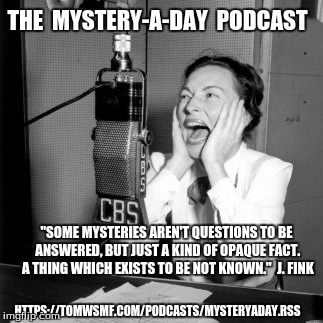 THE MYSTERY-A-DAY PODCAST
CBS
CBS
"SOME MYSTERIES AREN'T QUESTIONS TO BE
ANSWERED, BUT JUST A KIND OF OPAQUE FACT.
A THING WHICH EXISTS TO BE NOT KNOWN." J. FINK
HTTPS://TOMWSMF.COM/PODCASTS/MYSTERYADAY.RSS
imgflip.com